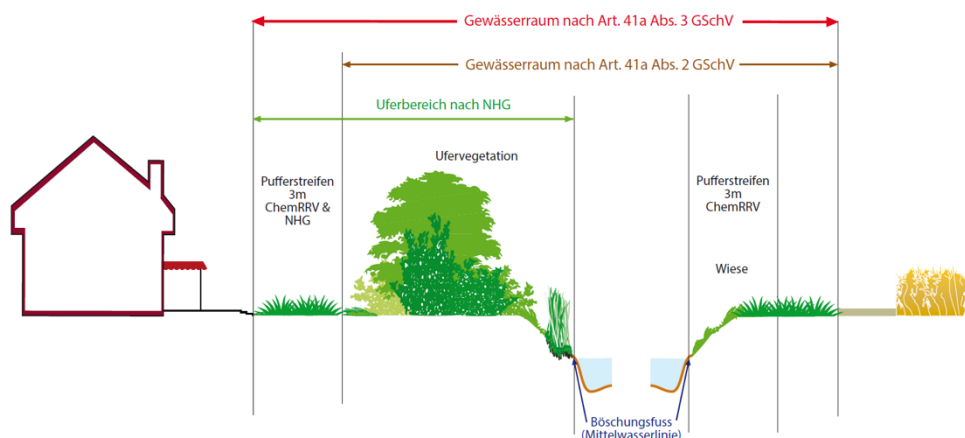 Gewässerraum nach Art. 41a Abs. 3 GSchV
Gewässerraum nach Art. 41a Abs. 2 GSchV
Uferbereich nach NHG
Ufervegetation
Pufferstreifen
3m
ChemRRV &
NHG
Pufferstreifen
3m
ChemRRV
Wiese
Böschungsfuss
(Mittelwasserlinie)